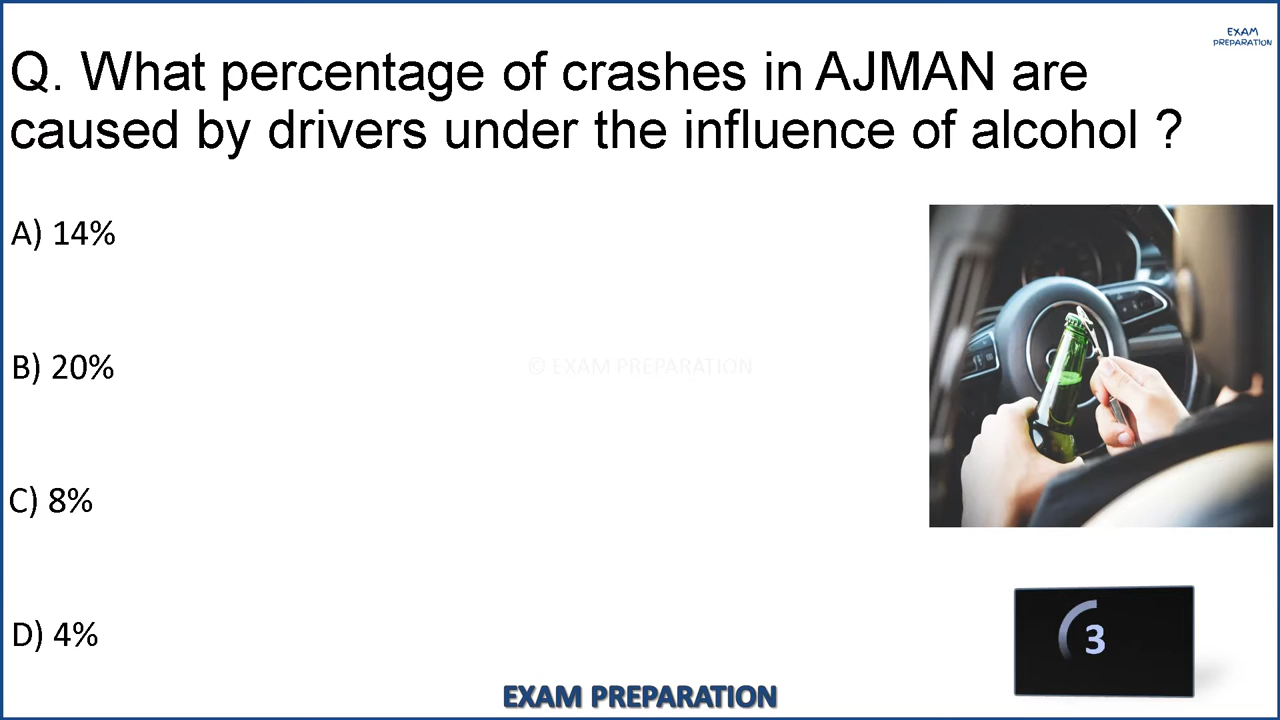 EXAM
PREPARATION
Q. What percentage of crashes in AJMAN are
caused by drivers under the influence of alcohol ?
A) 14%
B) 20%
© EXAM PREPARATION
C) 8%
D) 4%
3
EXAM PREPARATION